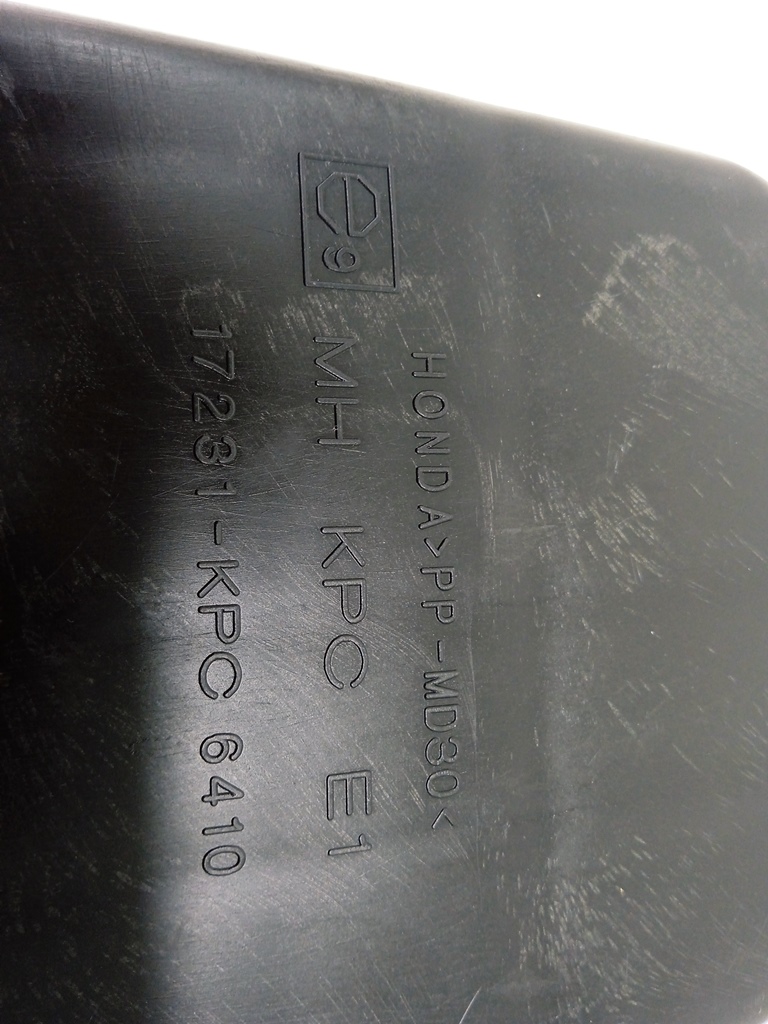 HONDA>PP-MD30<
e9 MH KPC E1
17231-KPC 6410